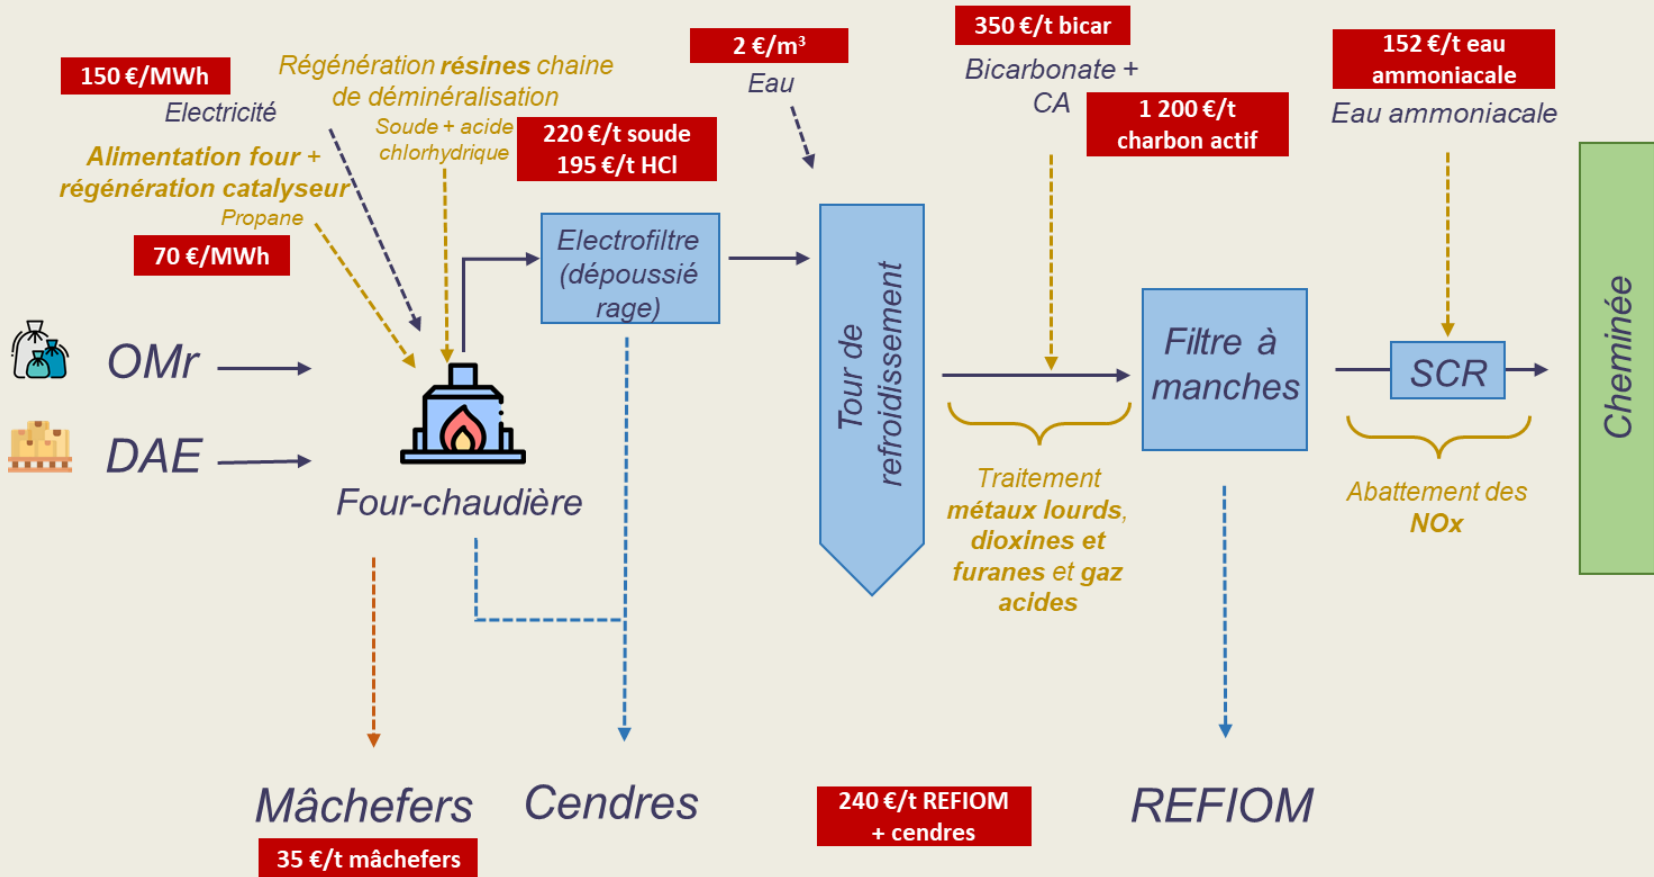 150 €/MWh
Electricité
Alimentation four +
régénération catalyseur
Propane
70 €/MWh
Régénération résines chaine
de déminéralisation
Soude + acide
chlorhydrique
220 €/t soude
195 €/t HCl
2 €/m³
Eau
350 €/t bicar
Bicarbonate +
CA
1 200 €/t
charbon actif
152 €/t eau
ammoniacale
Eau ammoniacale
OMr
DAE
Four-chaudière
Electrofiltre
(dépoussié
rage)
Tour de
refroidissement
Traitement
métaux lourds,
dioxines et
furanes et gaz
acides
Filtre à
manches
SCR
Abattement des
NOx
Cheminée
Mâchefers
35 €/t mâchefers
Cendres
240 €/t REFIOM
+ cendres
REFIOM